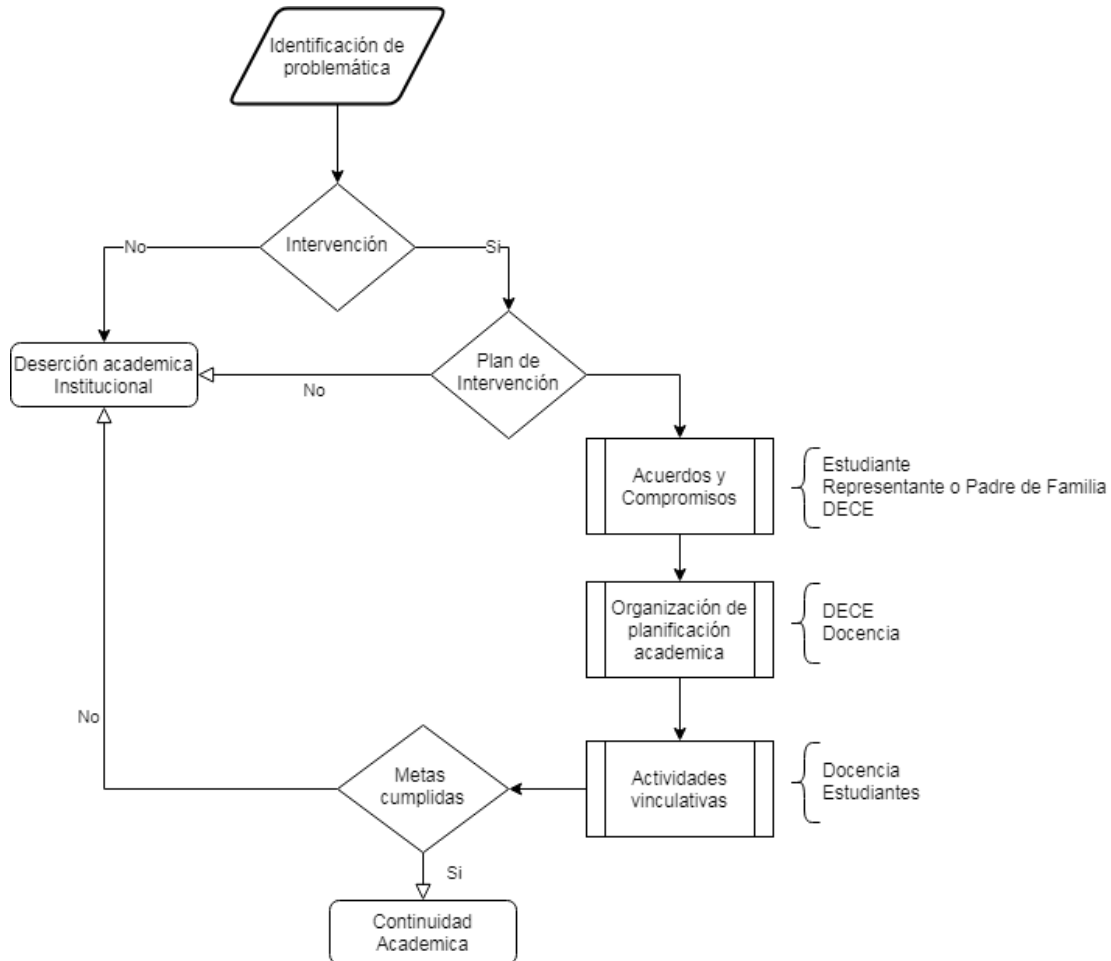 Identificación de
problemática
Intervención
No
Si
Deserción academica
Institucional
Plan de
Intervención
No
Acuerdos y
Compromisos
Estudiante
Representante o Padre de Familia
DECE
Organización de
planificación
academica
DECE
Docencia
No
Metas
cumplidas
Actividades
vinculativas
Docencia
Estudiantes
Si
Continuidad
Academica